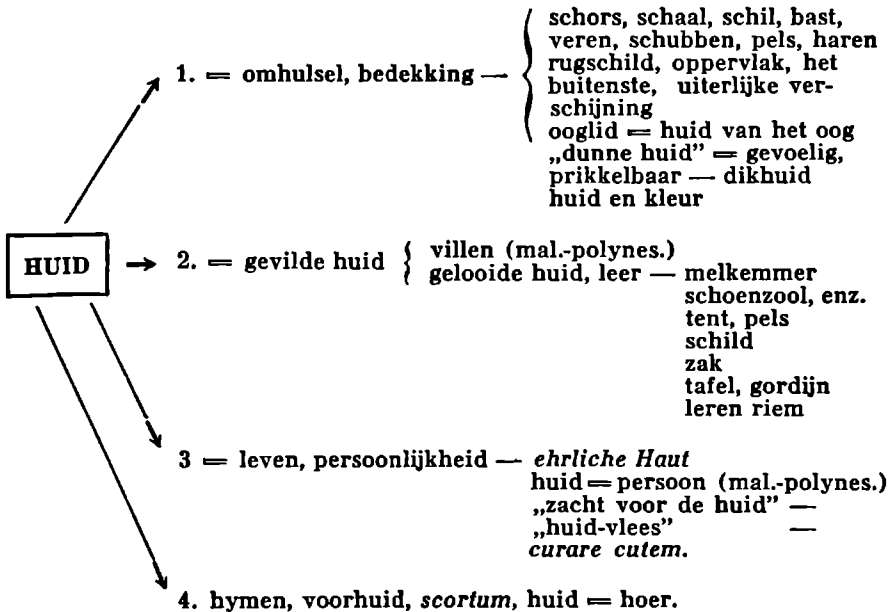 schors, schaal, schil, bast,
veren, schubben, pels, haren
1. = omhulsel, bedekking — rugschild, oppervlak, het
buitenste, uiterlijke ver-
schijning
ooglid = huid van het oog
„dunne huid” = gevoelig,
prikkelbaar — dikhuid
huid en kleur
HUID
2. = gevilde huid { villen (mal.-polynes.)
gelooide huid, leer — melkemmer
schoenzool, enz.
tent, pels
schild
zak
tafel, gordijn
leren riem
3 = leven, persoonlijkheid — ehrliche Haut
huid = persoon (mal.-polynes.)
„zacht voor de huid” —
„huid-vlees” —
curare cutem.
4. hymen, voorhuid, scortum, huid = hoer.